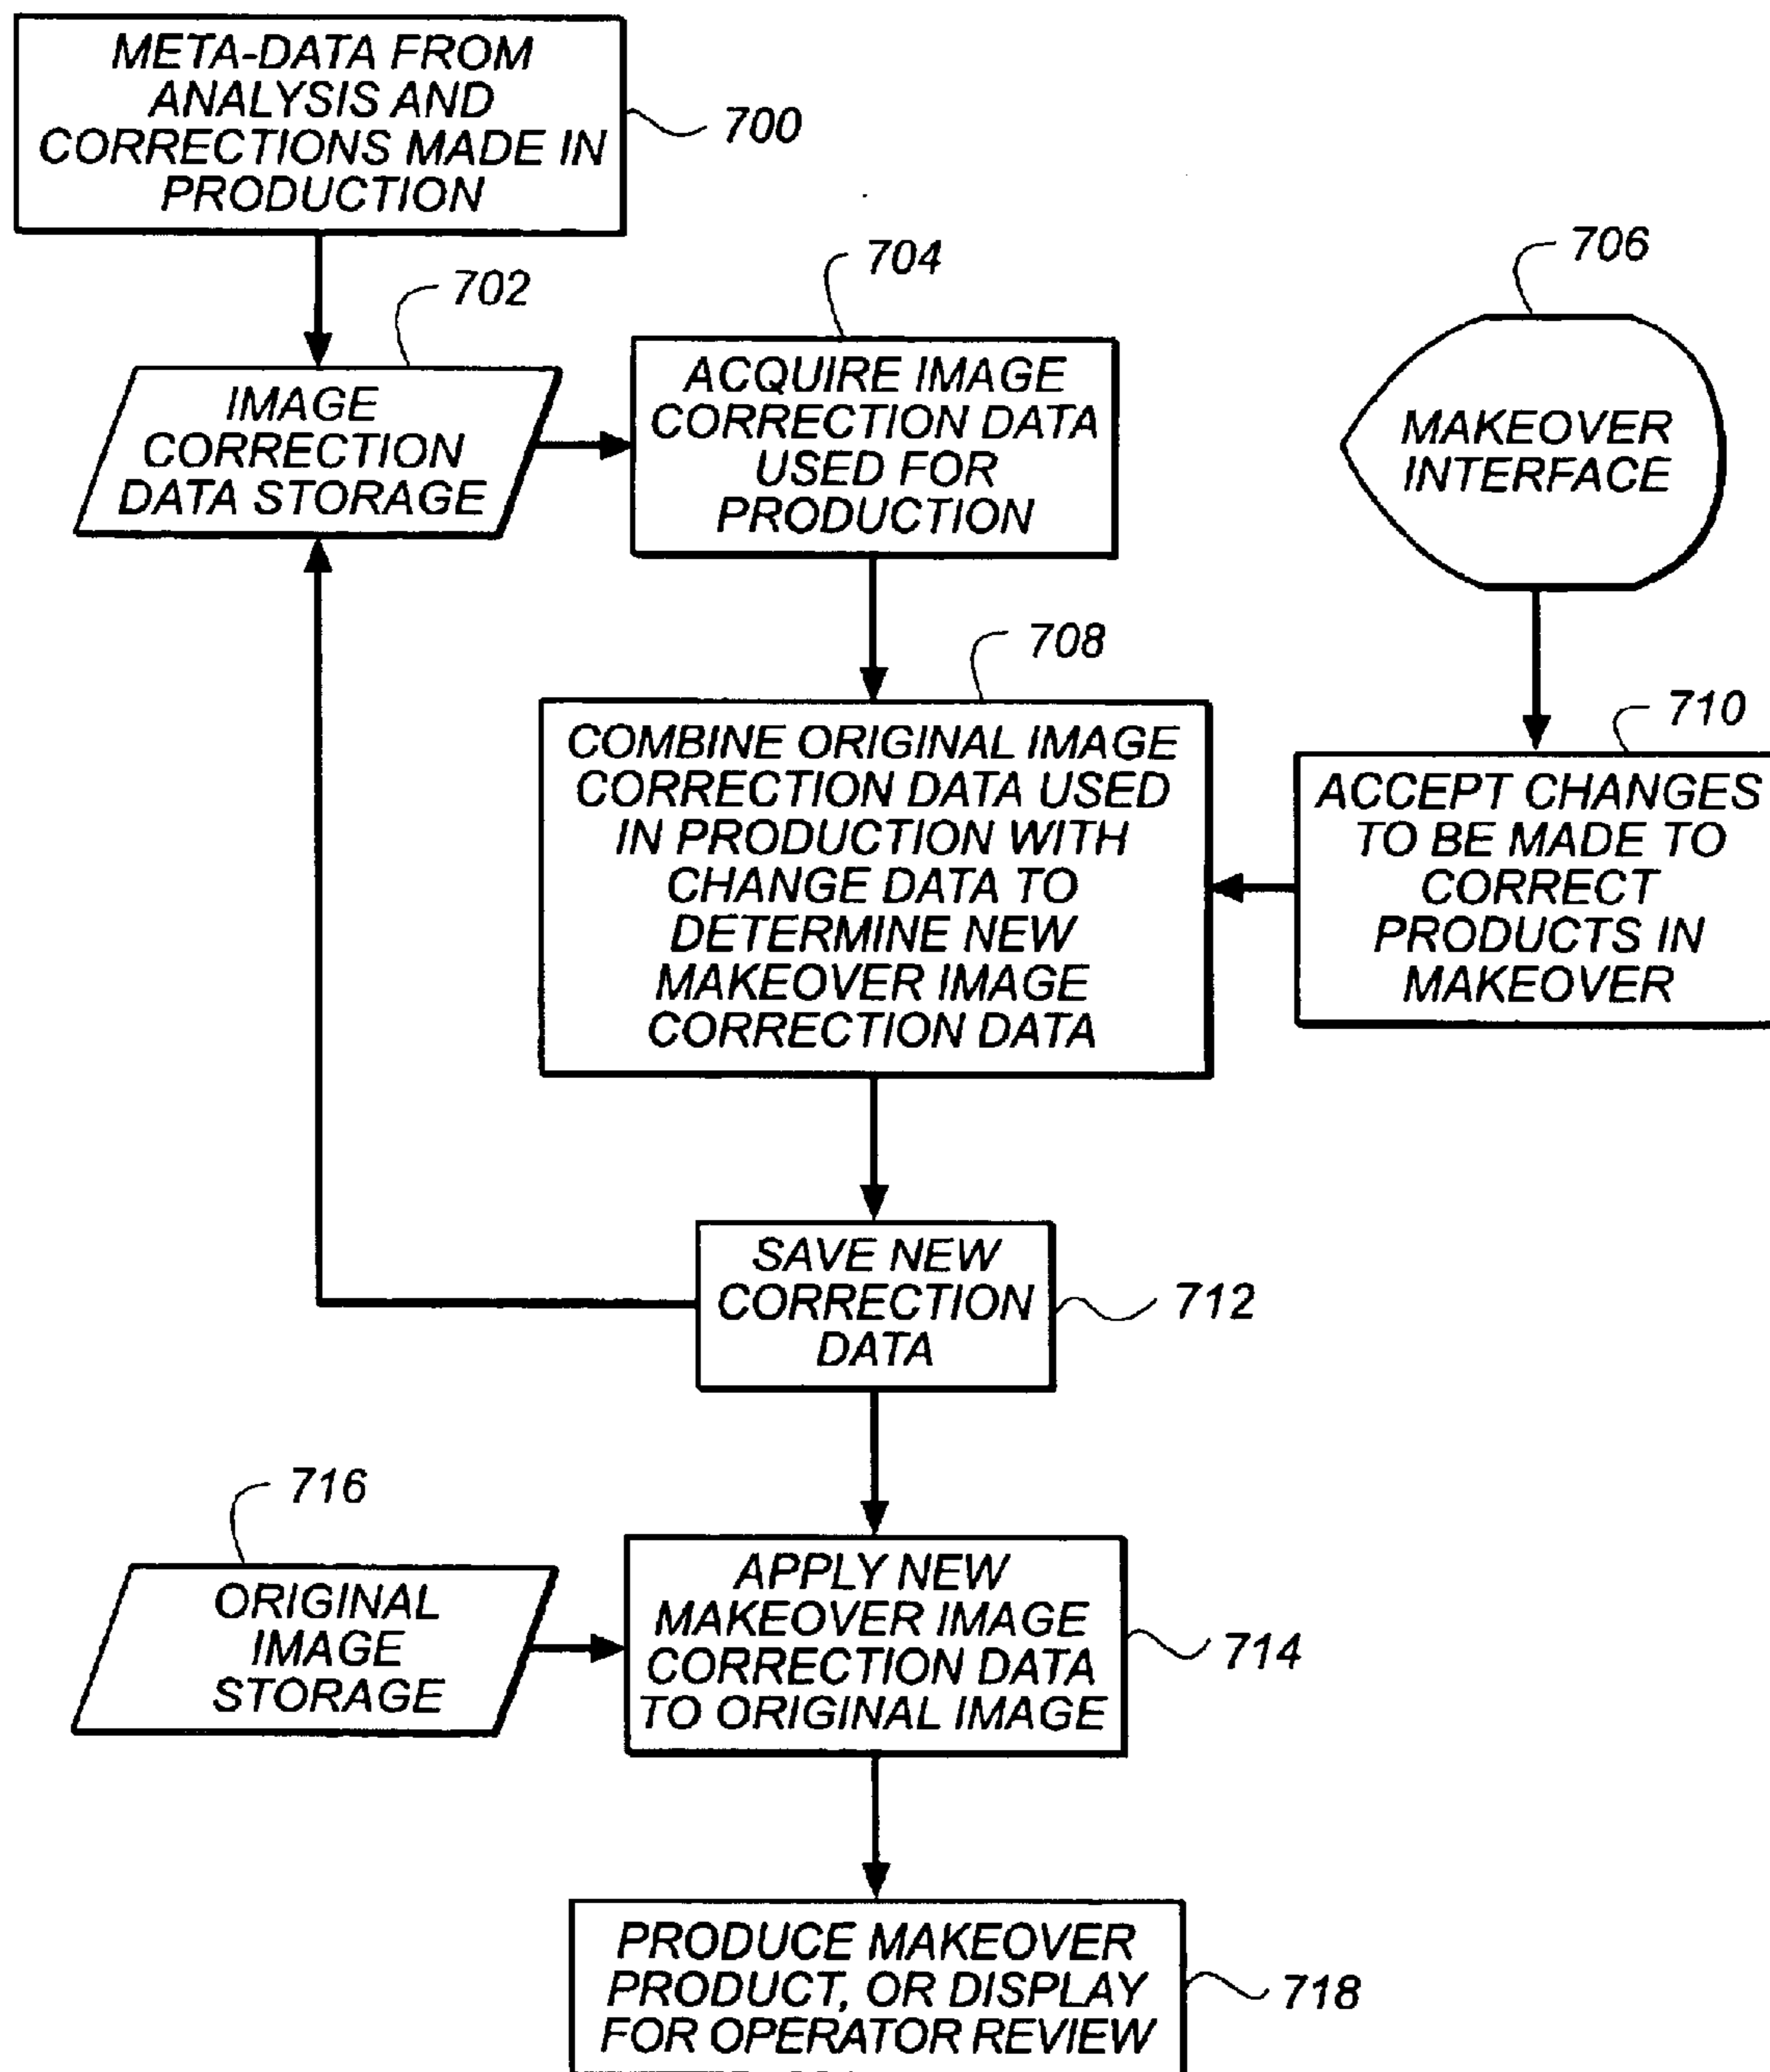 META-DATA FROM
ANALYSIS AND
CORRECTIONS MADE IN
PRODUCTION
700
702
IMAGE
CORRECTION
DATA STORAGE
704
ACQUIRE IMAGE
CORRECTION DATA
USED FOR
PRODUCTION
706
MAKEOVER
INTERFACE
708
COMBINE ORIGINAL IMAGE
CORRECTION DATA USED
IN PRODUCTION WITH
CHANGE DATA TO
DETERMINE NEW
MAKEOVER IMAGE
CORRECTION DATA
710
ACCEPT CHANGES
TO BE MADE TO
CORRECT
PRODUCTS IN
MAKEOVER
SAVE NEW
CORRECTION
DATA
712
716
ORIGINAL
IMAGE
STORAGE
APPLY NEW
MAKEOVER IMAGE
CORRECTION DATA
TO ORIGINAL IMAGE
714
PRODUCE MAKEOVER
PRODUCT, OR DISPLAY
FOR OPERATOR REVIEW
718